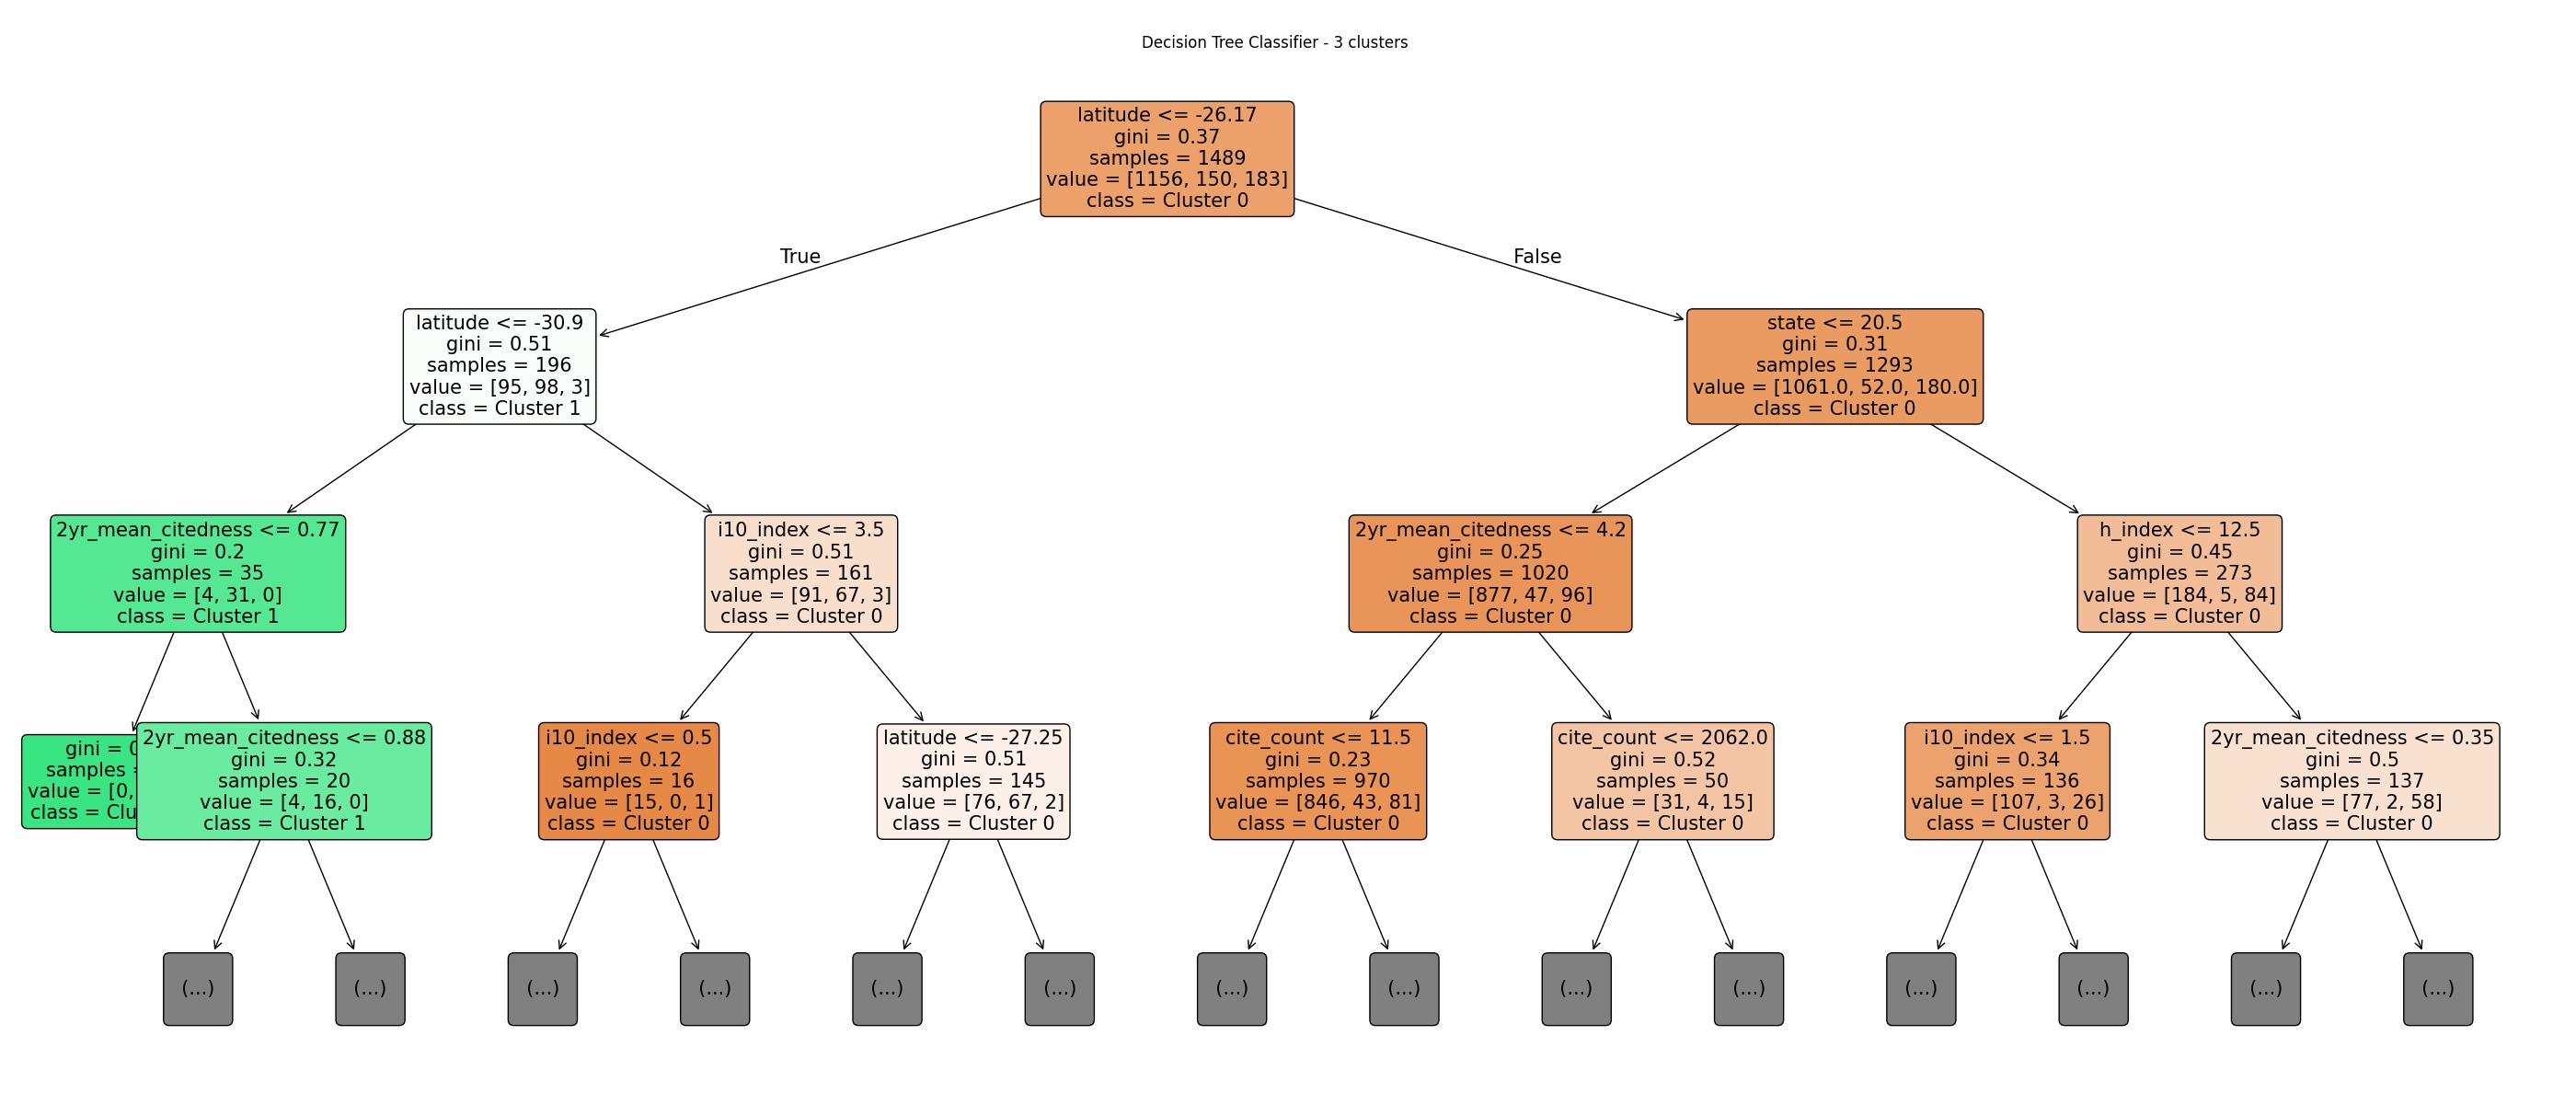 Decision Tree Classifier - 3 clusters
latitude <= -26.17
gini = 0.37
samples = 1489
value = [1156, 150, 183]
class = Cluster 0
True
False
latitude <= -30.9
gini = 0.51
samples = 196
value = [95, 98, 3]
class = Cluster 1
state <= 20.5
gini = 0.31
samples = 1293
value = [1061.0, 52.0, 180.0]
class = Cluster 0
2yr_mean_citedness <= 0.77
gini = 0.2
samples = 35
value = [4, 31, 0]
class = Cluster 1
i10_index <= 3.5
gini = 0.51
samples = 161
value = [91, 67, 3]
class = Cluster 0
2yr_mean_citedness <= 4.2
gini = 0.25
samples = 1020
value = [877, 47, 96]
class = Cluster 0
h_index <= 12.5
gini = 0.45
samples = 273
value = [184, 5, 84]
class = Cluster 0
gini =
samples
value = [0,
class =
2yr_mean_citedness <= 0.88
gini = 0.32
samples = 20
value = [4, 16, 0]
class = Cluster 1
i10_index <= 0.5
gini = 0.12
samples = 16
value = [15, 0, 1]
class = Cluster 0
latitude <= -27.25
gini = 0.51
samples = 145
value = [76, 67, 2]
class = Cluster 0
cite_count <= 11.5
gini = 0.23
samples = 970
value = [846, 43, 81]
class = Cluster 0
cite_count <= 2062.0
gini = 0.52
samples = 50
value = [31, 4, 15]
class = Cluster 0
i10_index <= 1.5
gini = 0.34
samples = 136
value = [107, 3, 26]
class = Cluster 0
2yr_mean_citedness <= 0.35
gini = 0.5
samples = 137
value = [77, 2, 58]
class = Cluster 0
(...)
(...)
(...)
(...)
(...)
(...)
(...)
(...)
(...)
(...)
(...)
(...)
(...)
(...)